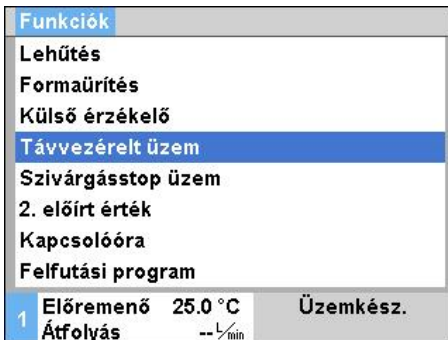 Funkciók
Lehűtés
Formaürítés
Külső érzékelő
Távvezérelt üzem
Szivárgásstop üzem
2. előírt érték
Kapcsolóóra
Felfutási program
1 Előremenő 25.0 °C Üzemkész.
Átfolyás -- L/min